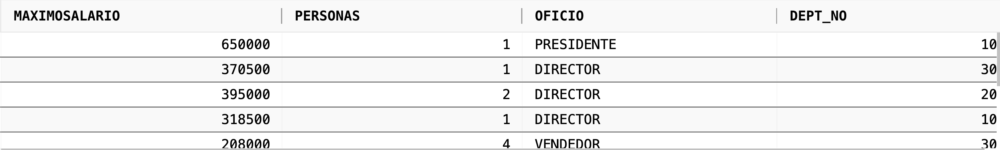 MAXIMOSALARIO PERSONAS OFICIO DEPT_NO
650000 1 PRESIDENTE 10
370500 1 DIRECTOR 30
395000 2 DIRECTOR 20
318500 1 DIRECTOR 10
208000 4 VENDEDOR 30